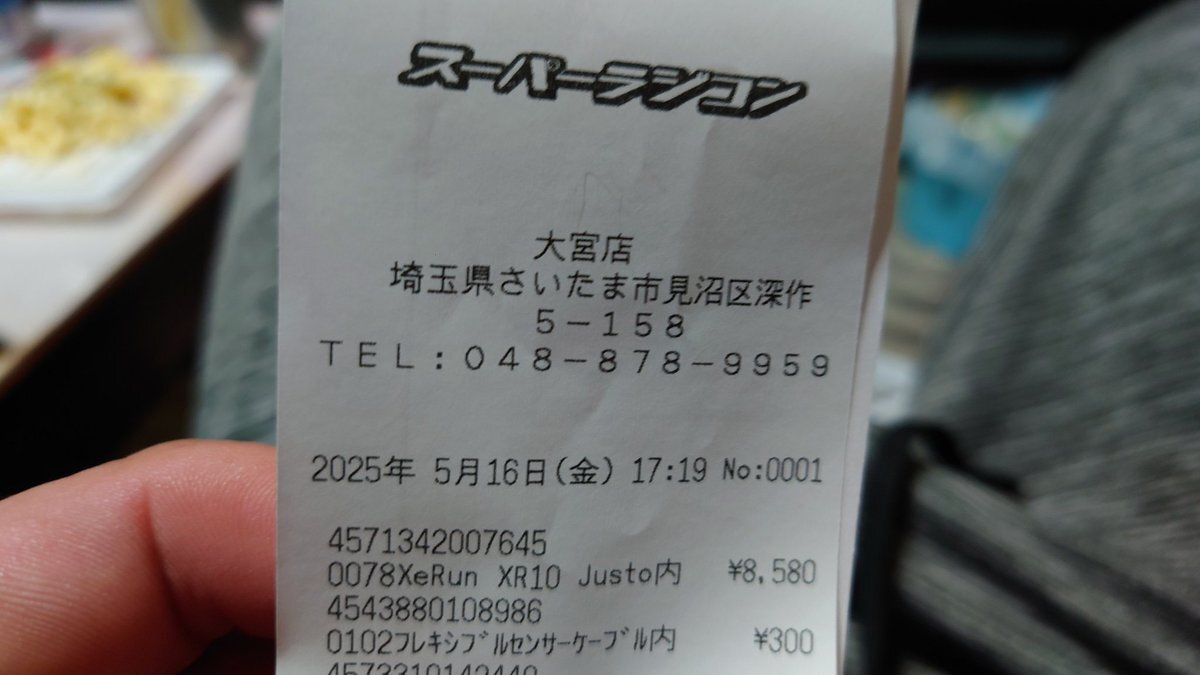 スーパーラジコン
大宮店
埼玉県さいたま市見沼区深作
5-158
TEL:048-878-9959
2025年 5月16日(金) 17:19 No:0001
4571342007645
0078XeRun XR10 Justo内 ¥8,580
4543880108986
0102ﾌﾚｷｼﾌﾞﾙｾﾝｻｰｹｰﾌﾞﾙ内 ¥300